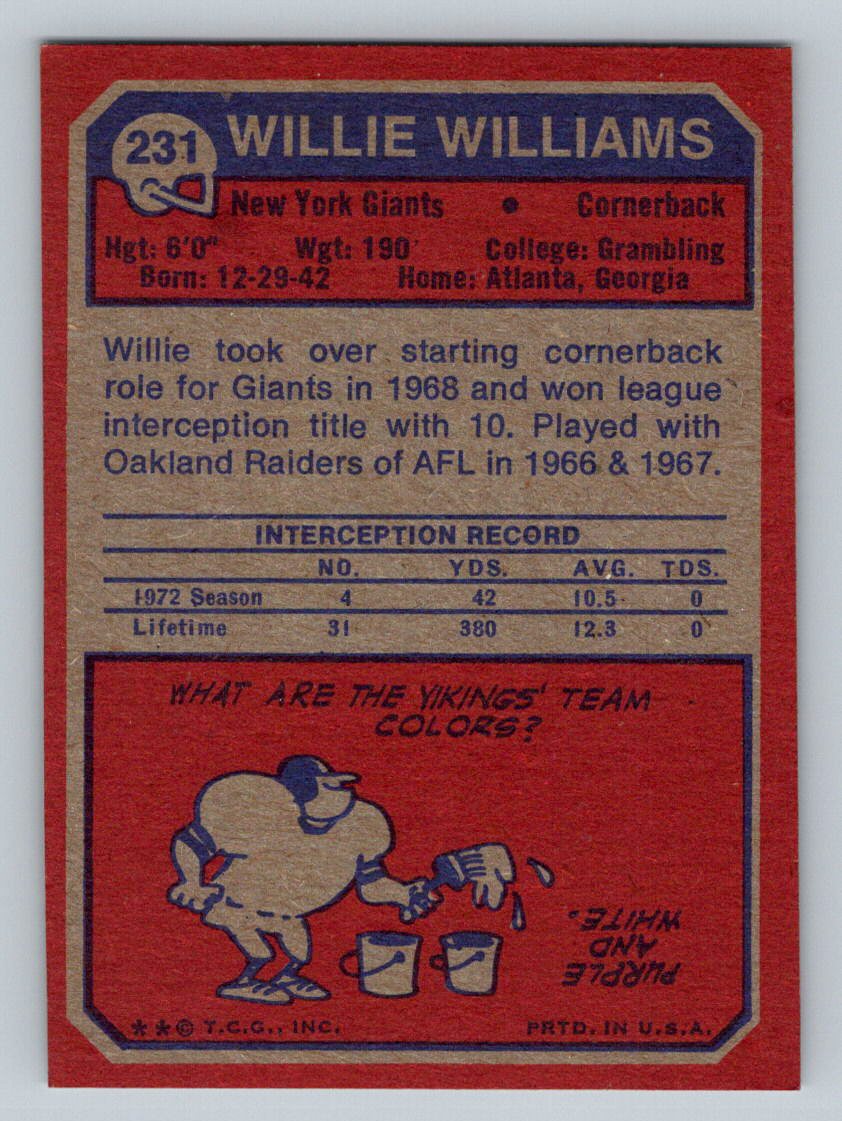 231 WILLIE WILLIAMS
New York Giants • Cornerback
Hgt: 6'0" Wgt: 190 College: Grambling
Born: 12-29-42 Home: Atlanta, Georgia
Willie took over starting cornerback
role for Giants in 1968 and won league
interception title with 10. Played with
Oakland Raiders of AFL in 1966 & 1967.
INTERCEPTION RECORD
NO. YDS. AVG. TDS.
1972 Season 4 42 10.5 0
Lifetime 31 380 12.3 0
WHAT ARE THE VIKINGS' TEAM
COLORS?
PURPLE
AND
WHITE.
**© T.C.G., INC. PRTD. IN U.S.A.